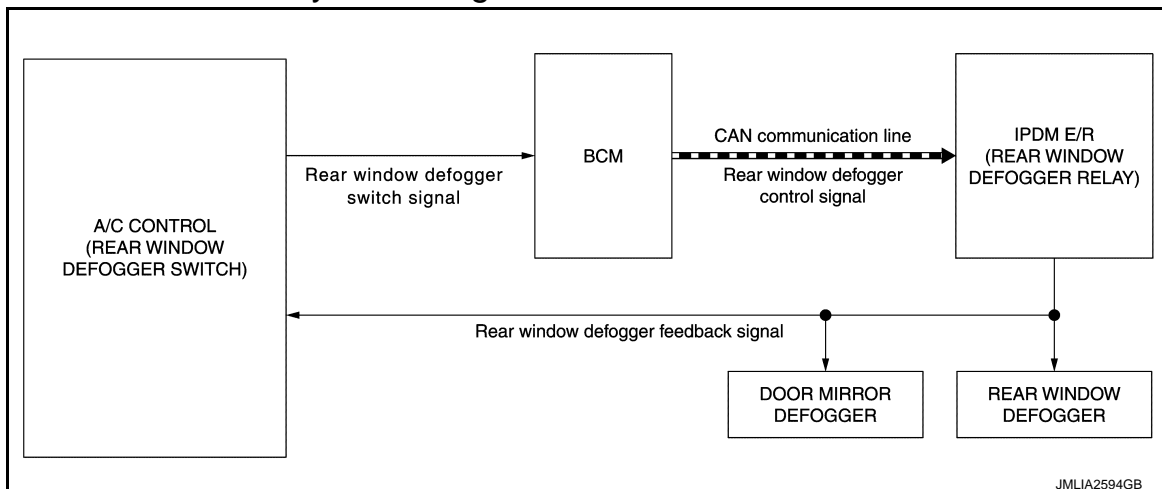 A/C CONTROL
(REAR WINDOW
DEFOGGER SWITCH)
Rear window defogger
switch signal
BCM
CAN communication line
Rear window defogger
control signal
IPDM E/R
(REAR WINDOW
DEFOGGER RELAY)
Rear window defogger feedback signal
DOOR MIRROR
DEFOGGER
REAR WINDOW
DEFOGGER
JMLIA2594GB